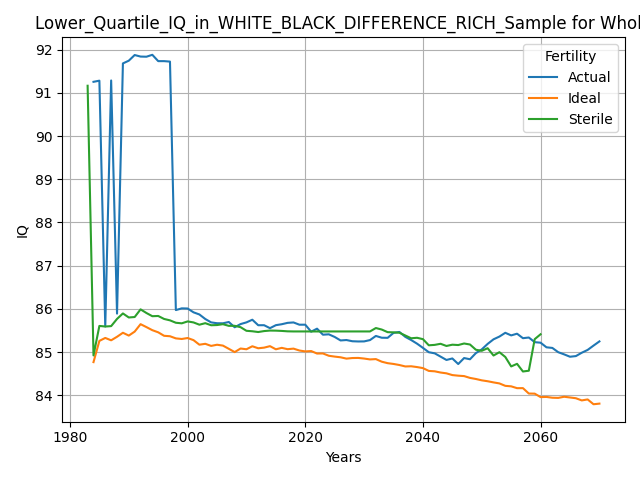 Lower_Quartile_IQ_in_WHITE_BLACK_DIFFERENCE_RICH_Sample for Whol
Fertility
Actual
Ideal
Sterile
92
91
90
89
88
87
86
85
84
IQ
1980
2000
2020
2040
2060
Years